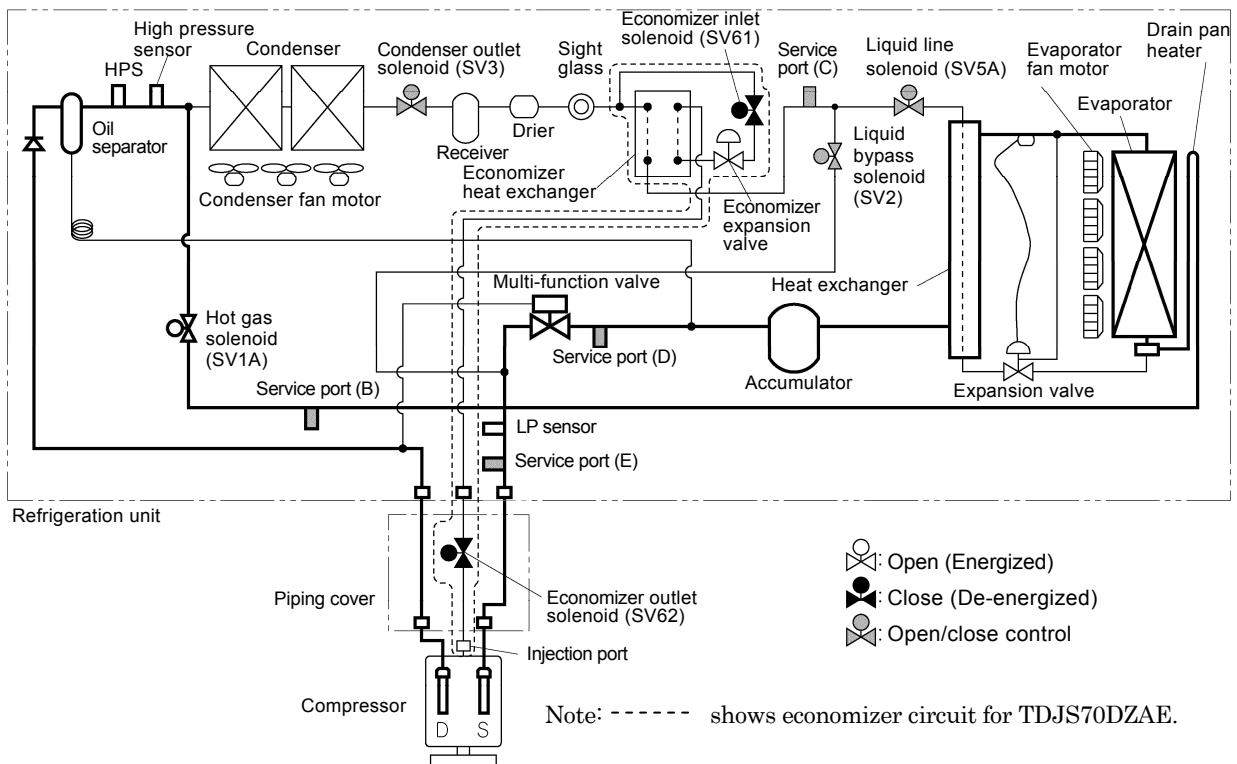 High pressure
sensor
HPS
Condenser
Condenser outlet
solenoid (SV3)
Sight
glass
Economizer inlet
solenoid (SV61)
Service
port (C)
Liquid line
solenoid (SV5A)
Evaporator
fan motor
Drain pan
heater
Evaporator
Oil
separator
Receiver
Drier
Economizer
heat exchanger
Condenser fan motor
Economizer
expansion
valve
Liquid
bypass
solenoid
(SV2)
Multi-function valve
Heat exchanger
Hot gas
solenoid
(SV1A)
Service port (D)
Accumulator
Expansion valve
Service port (B)
LP sensor
Service port (E)
Refrigeration unit
Piping cover
Economizer outlet
solenoid (SV62)
Injection port
Compressor
D S
: Open (Energized)
: Close (De-energized)
: Open/close control
Note: ------ shows economizer circuit for TDJS70DZAE.